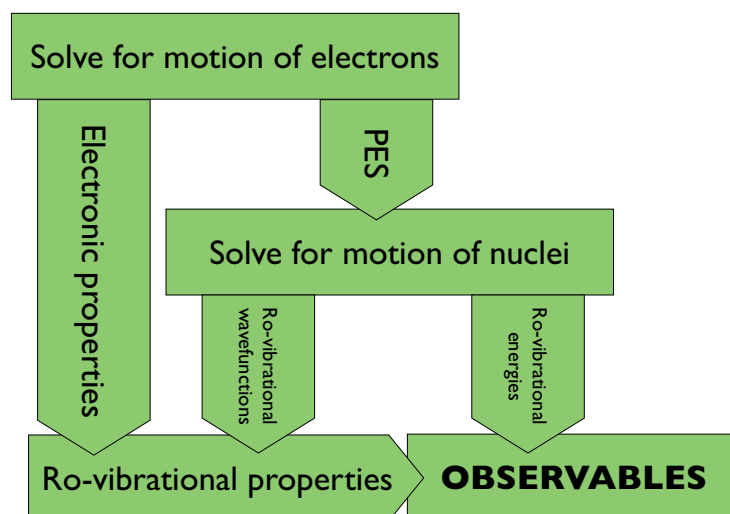 Solve for motion of electrons
Electronic properties
PES
Solve for motion of nuclei
Ro-vibrational
wavefunctions
Ro-vibrational
energies
Ro-vibrational properties
OBSERVABLES